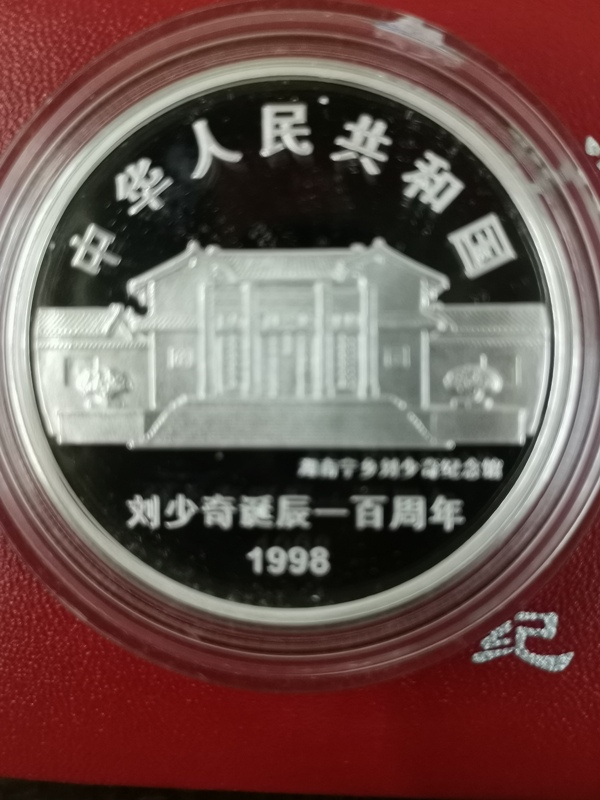 中华人民共和国
湖南宁乡刘少奇纪念馆
刘少奇诞辰一百周年
1998
纪